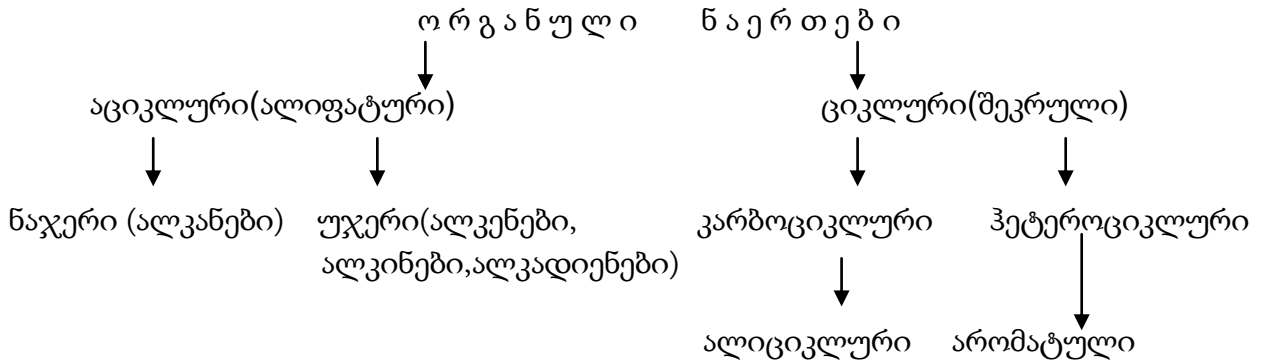 ო რ გ ა ნ უ ლ ი ნ ა ე რ თ ე ბ ი
აციკლური(ალიფატური) ციკლური(შეკრული)
ნაჯერი (ალკანები) უჯერი(ალკენები, კარბოციკლური ჰეტეროციკლური
ალკინები,ალკადიენები)
ალიციკლური არომატული